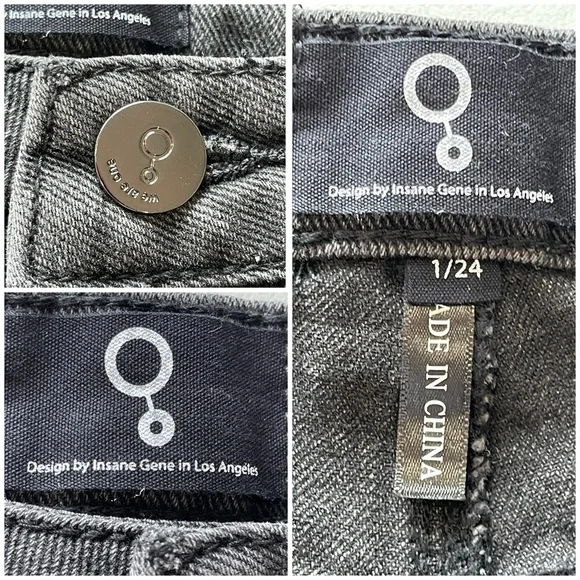 Design by Insane Gene in Los Angeles
we are one
Design by Insane Gene in Los Angeles
Design by Insane Gene in Los Angeles
1/24
ADE IN CHINA